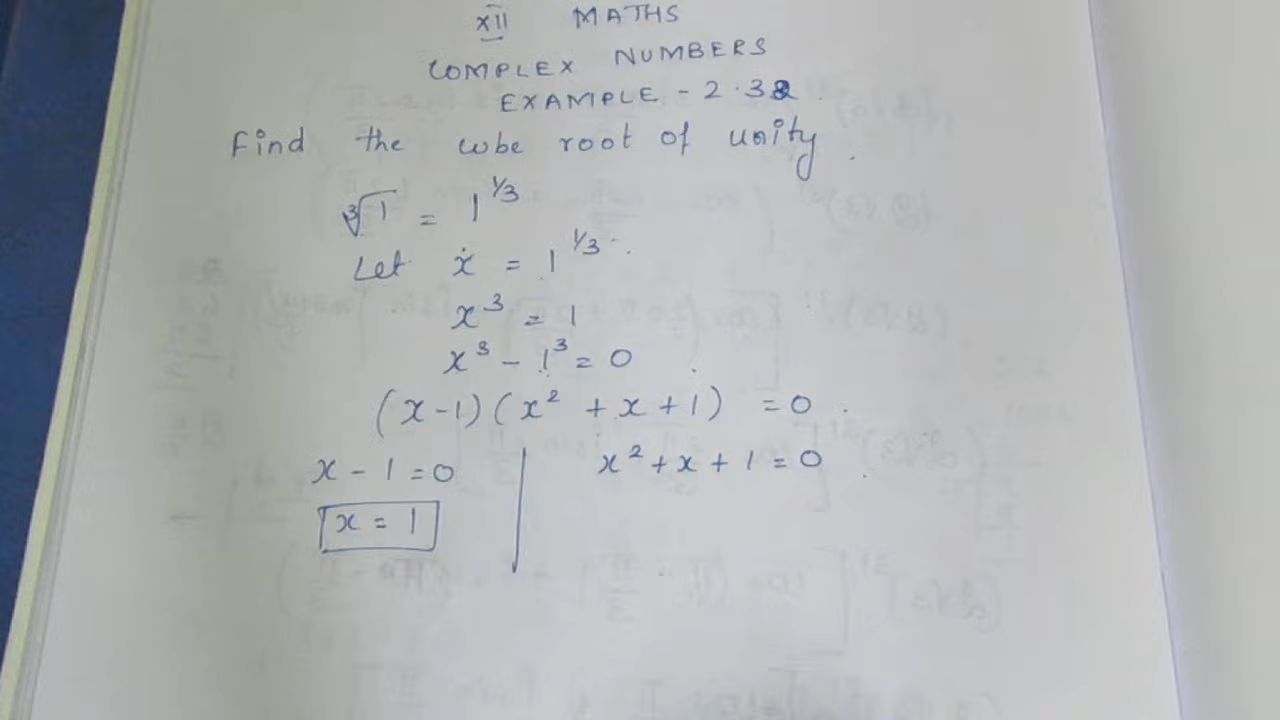 XII MATHS
COMPLEX NUMBERS
EXAMPLE - 2.32.
Find the cube root of unity.
∛1 = 1^1/3
Let x = 1^1/3.
x³ = 1
x³ - 1³ = 0
(x-1)(x² + x + 1) = 0.
x - 1 = 0
x = 1
x² + x + 1 = 0